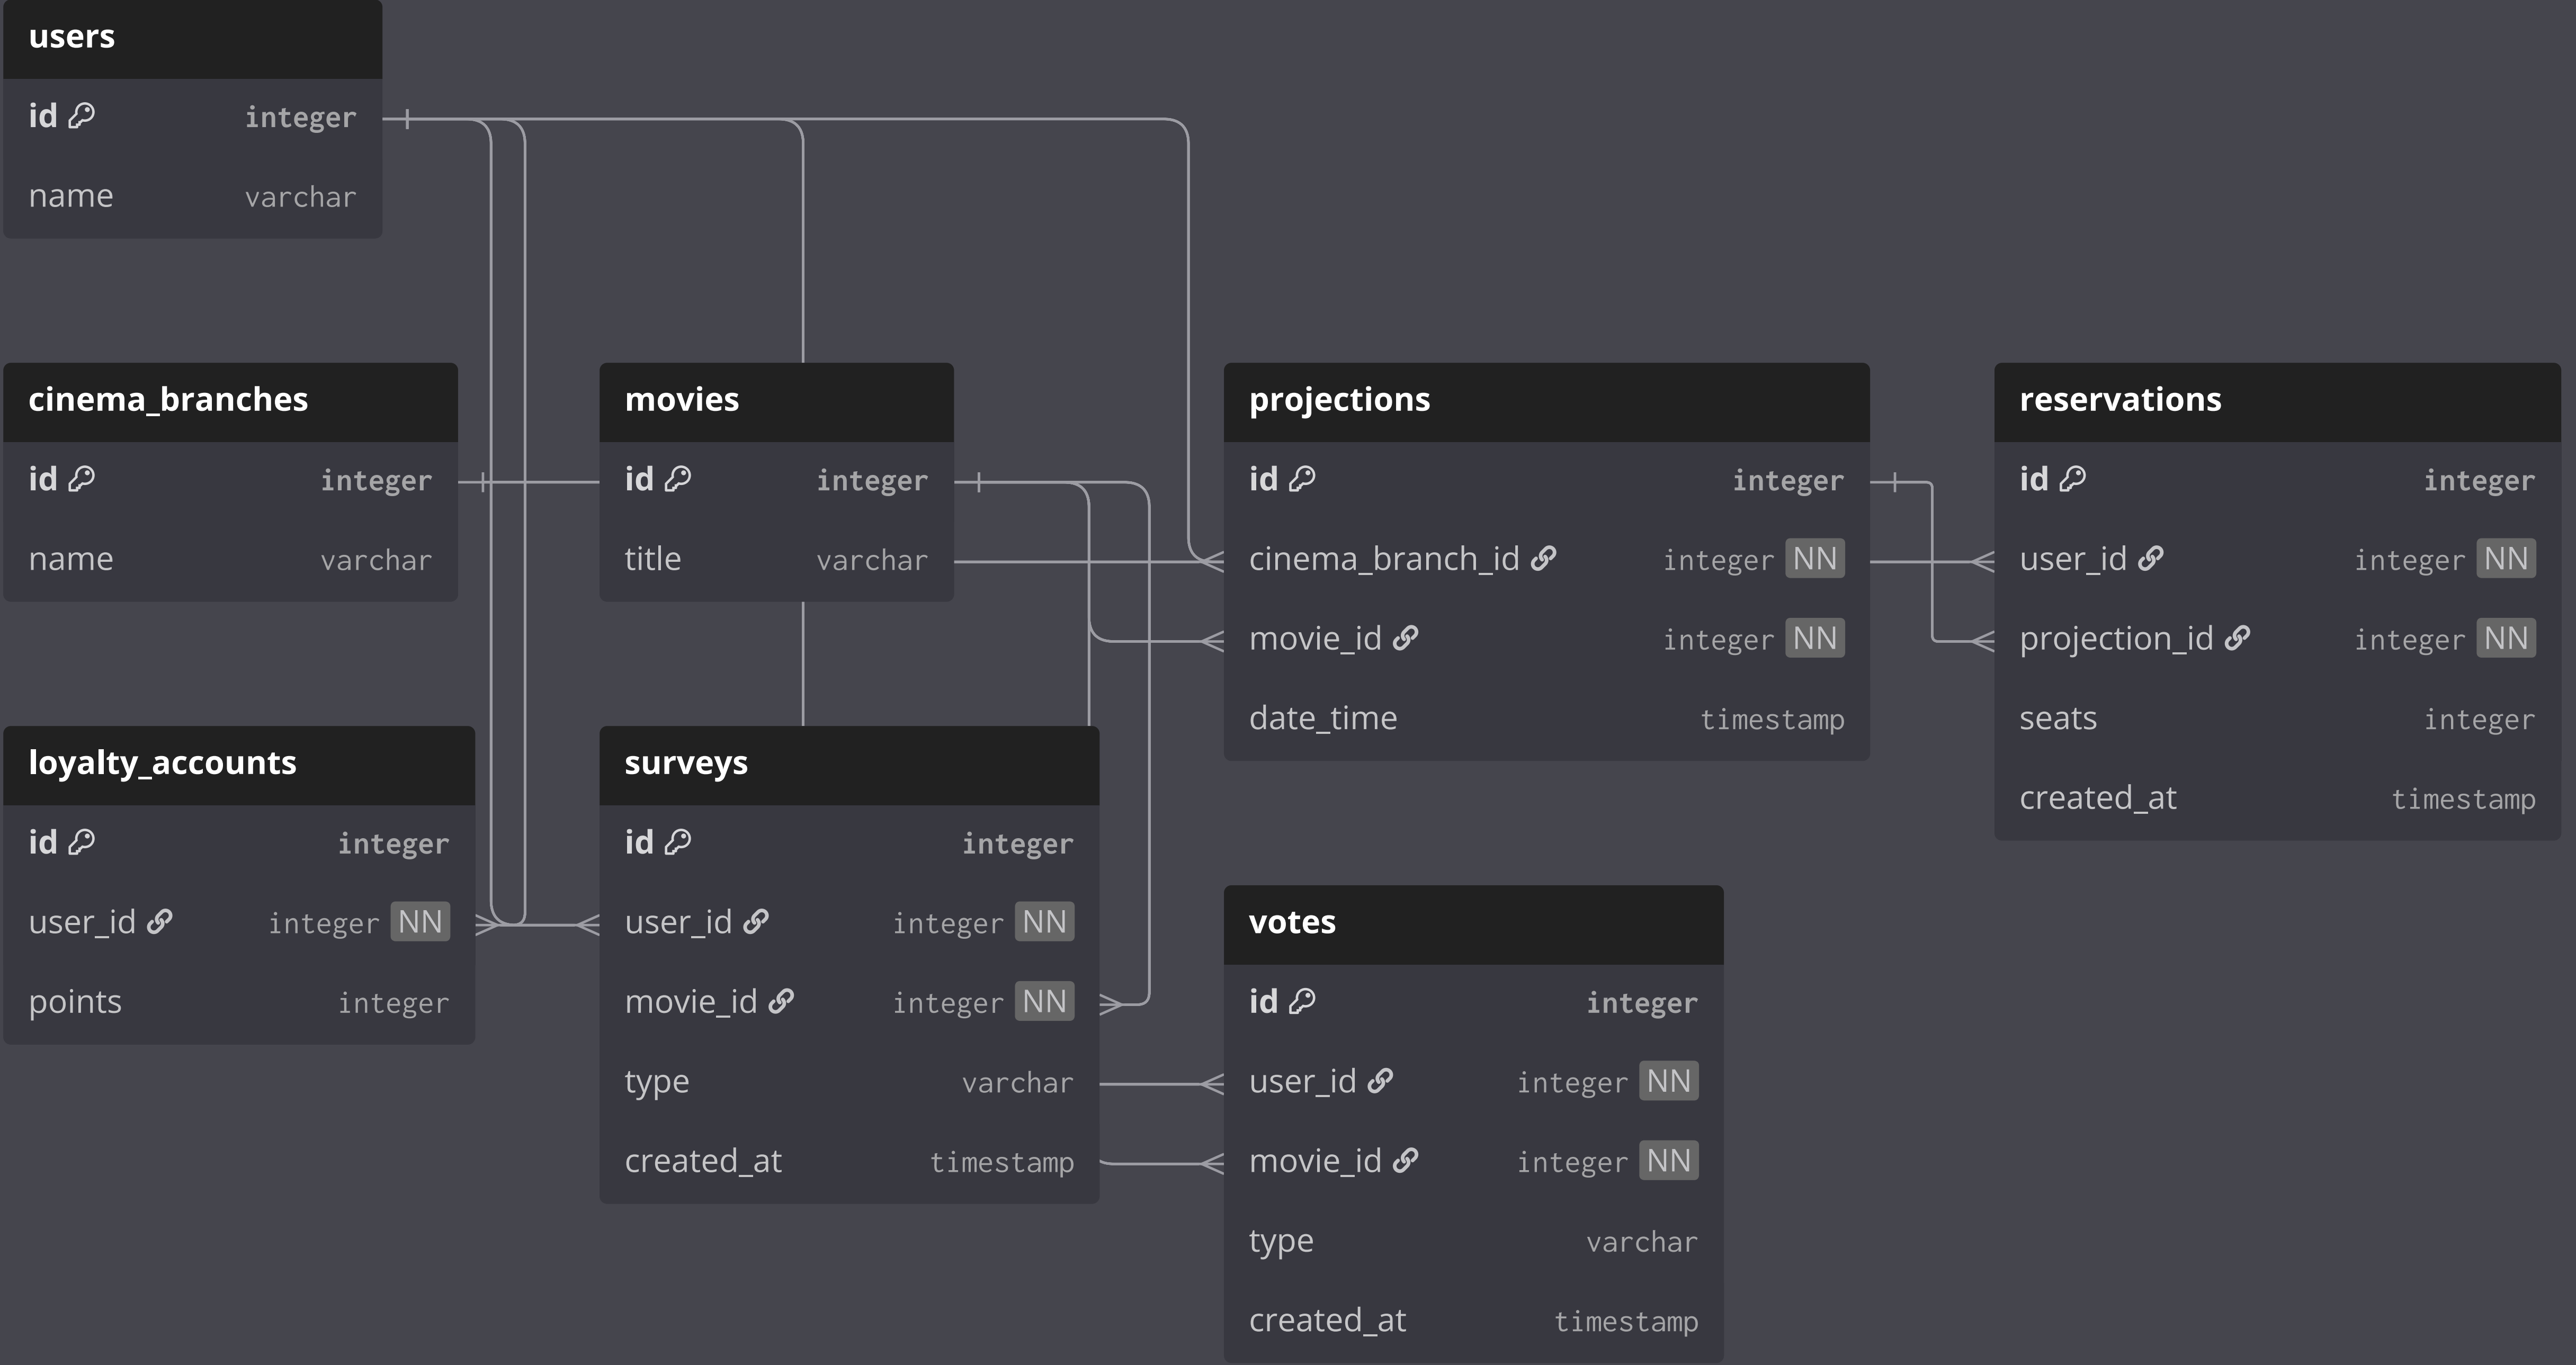 users
id integer
name varchar
cinema_branches
id integer
name varchar
movies
id integer
title varchar
projections
id integer
cinema_branch_id integer NN
movie_id integer NN
date_time timestamp
reservations
id integer
user_id integer NN
projection_id integer NN
seats integer
created_at timestamp
loyalty_accounts
id integer
user_id integer NN
points integer
surveys
id integer
user_id integer NN
movie_id integer NN
type varchar
created_at timestamp
votes
id integer
user_id integer NN
movie_id integer NN
type varchar
created_at timestamp